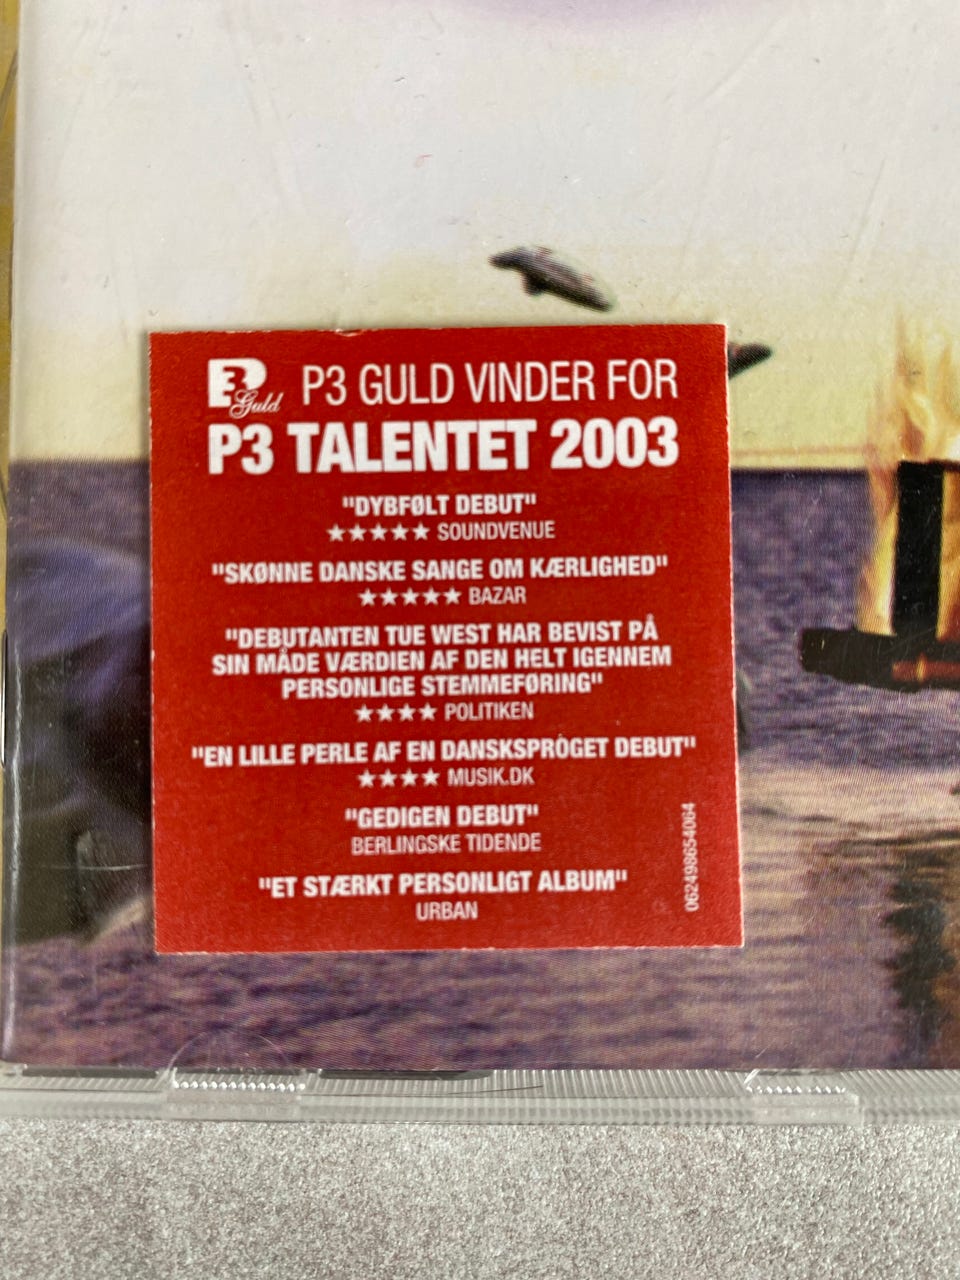 P3 Guld P3 GULD VINDER FOR
P3 TALENTET 2003
"DYBFØLT DEBUT"
★★★★★ SOUNDVENUE
"SKØNNE DANSKE SANGE OM KÆRLIGHED"
★★★★★ BAZAR
"DEBUTANTEN TUE WEST HAR BEVIST PÅ
SIN MÅDE VÆRDIEN AF DEN HELT IGENNEM
PERSONLIGE STEMMEFØRING"
★★★★ POLITIKEN
"EN LILLE PERLE AF EN DANSKSPROGET DEBUT"
★★★★ MUSIK.DK
"GEDIGEN DEBUT"
BERLINGSKE TIDENDE
"ET STÆRKT PERSONLIGT ALBUM"
URBAN
062498654064